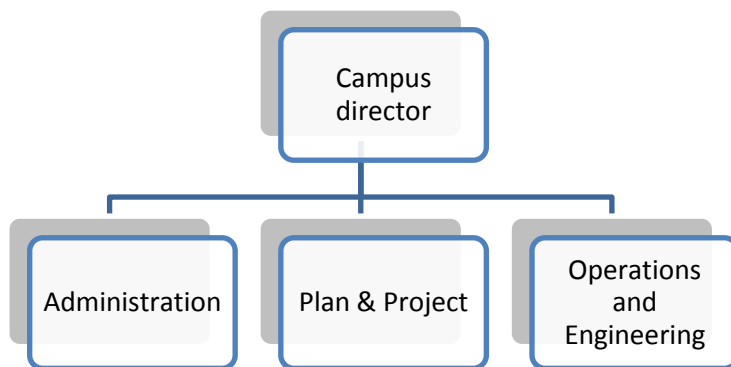 Campus
director
Administration
Plan & Project
Operations
and
Engineering